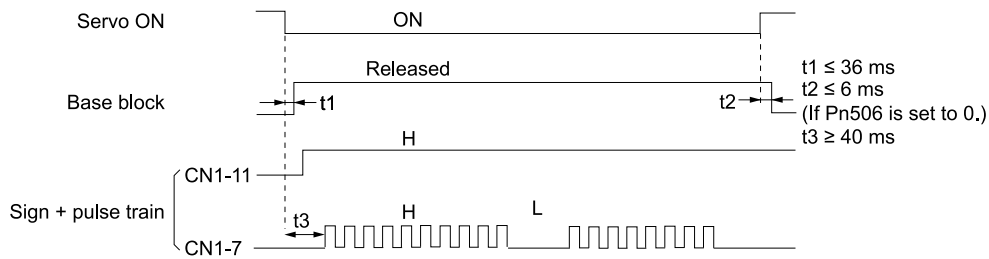 Servo ON
ON
Released
t1 ≤ 36 ms
t2 ≤ 6 ms
(If Pn506 is set to 0.)
t3 ≥ 40 ms
Base block
t1
t2
H
CN1-11
Sign + pulse train
t3
H
L
CN1-7